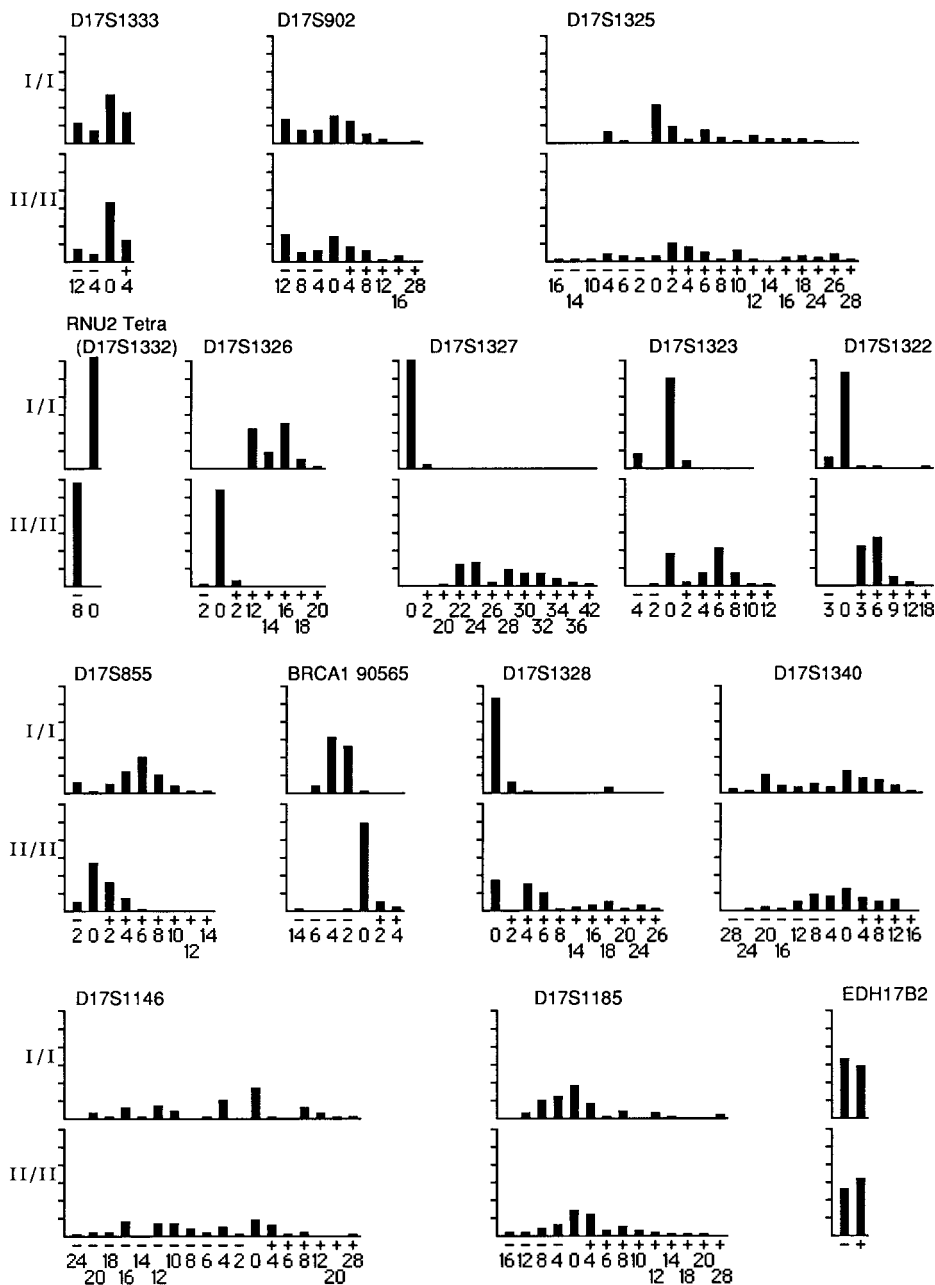 D17S1333 D17S902 D17S1325
I/I
II/II
− − + − − − + + + + + − − − − − − + + + + + + + + + + + +
12 4 0 4 12 8 4 0 4 8 12 28 16 10 4 6 2 0 2 4 6 8 10 14 18 26
16 14 12 16 24 28
RNU2 Tetra
(D17S1332) D17S1326 D17S1327 D17S1323 D17S1322
I/I
II/II
− − + + + + + + + + + + + + + + + + + − − + + + + + + − + + + + +
8 0 2 0 2 12 16 20 0 2 22 26 30 34 42 4 2 0 2 4 6 8 10 12 3 0 3 6 9 12 18
14 18 20 24 28 32 36
D17S855 BRCA1 90565 D17S1328 D17S1340
I/I
II/II
− + + + + + + + − − − − + + + + + + + + + + + + − − − − − − − + + + +
2 0 2 4 6 8 10 14 14 6 4 2 0 2 4 0 2 4 6 8 16 20 26 28 20 12 8 4 0 4 8 12 16
12 14 18 24 24 16
D17S1146 D17S1185 EDH17B2
I/I
II/II
− − − − − − − − − − − + + + + + + − − − − + + + + + + + + + − +
24 18 14 10 8 6 4 2 0 4 6 8 12 28 16 12 8 4 0 4 6 8 10 14 20
20 16 12 20 12 18 28